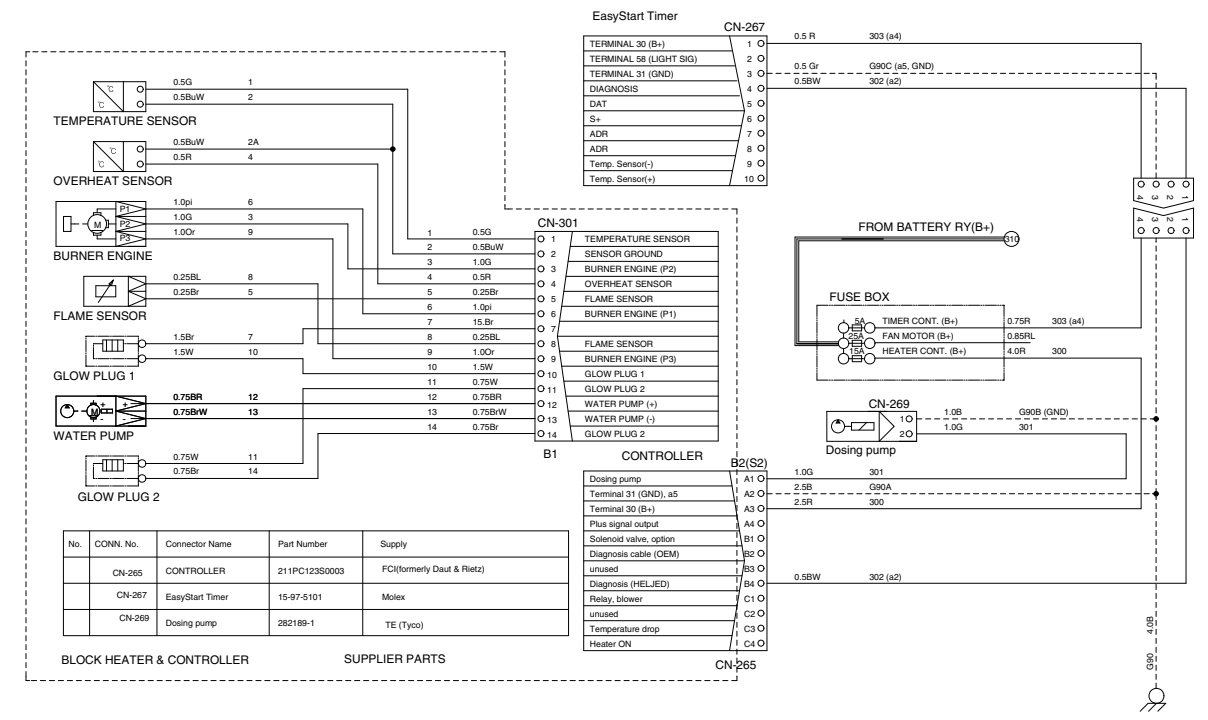 EasyStart Timer
CN-267
TERMINAL 30 (B+) 1
TERMINAL 58 (LIGHT SIG) 2
TERMINAL 31 (GND) 3
DIAGNOSIS 4
DAT 5
S+ 6
ADR 7
ADR 8
Temp. Sensor(-) 9
Temp. Sensor(+) 10
0.5 R 303 (a4)
0.5 Gr G90C (a5, GND)
0.5BW 302 (a2)
4 3 2 1
4 3 2 1
℃
℃
0.5G 1
0.5BuW 2
TEMPERATURE SENSOR
℃
℃
0.5BuW 2A
0.5R 4
OVERHEAT SENSOR
M
P1 1.0pi 6
P2 1.0G 3
P3 1.0Or 9
BURNER ENGINE
0.25BL 8
0.25Br 5
FLAME SENSOR
1.5Br 7
1.5W 10
GLOW PLUG 1
M
+ + 0.75BR 12
- - 0.75BrW 13
WATER PUMP
0.75W 11
0.75Br 14
GLOW PLUG 2
CN-301
1 0.5G 1 TEMPERATURE SENSOR
2 0.5BuW 2 SENSOR GROUND
3 1.0G 3 BURNER ENGINE (P2)
4 0.5R 4 OVERHEAT SENSOR
5 0.25Br 5 FLAME SENSOR
6 1.0pi 6 BURNER ENGINE (P1)
7 15.Br 7
8 0.25BL 8 FLAME SENSOR
9 1.0Or 9 BURNER ENGINE (P3)
10 1.5W 10 GLOW PLUG 1
11 0.75W 11 GLOW PLUG 2
12 0.75BR 12 WATER PUMP (+)
13 0.75BrW 13 WATER PUMP (-)
14 0.75Br 14 GLOW PLUG 2
B1
CONTROLLER
FROM BATTERY RY(B+)
310
FUSE BOX
5A TIMER CONT. (B+) 0.75R 303 (a4)
25A FAN MOTOR (B+) 0.85RL
15A HEATER CONT. (B+) 4.0R 300
CN-269
1 1.0B G90B (GND)
2 1.0G 301
Dosing pump
B2(S2)
Dosing pump A1 1.0G 301
Terminal 31 (GND), a5 A2 2.5B G90A
Terminal 30 (B+) A3 2.5R 300
Plus signal output A4
Solenoid valve, option B1
Diagnosis cable (OEM) B2
unused B3
Diagnosis (HELJED) B4 0.5BW 302 (a2)
Relay, blower C1
unused C2
Temperature drop C3
Heater ON C4
CN-265
G90 4.0B
No. CONN. No. Connector Name Part Number Supply
CN-265 CONTROLLER 211PC123S0003 FCI(formerly Daut & Rietz)
CN-267 EasyStart Timer 15-97-5101 Molex
CN-269 Dosing pump 282189-1 TE (Tyco)
BLOCK HEATER & CONTROLLER
SUPPLIER PARTS